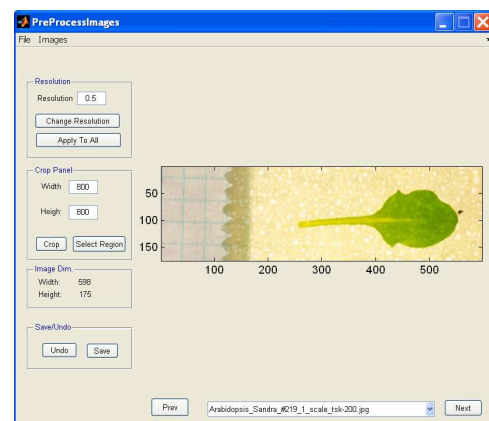 PreProcessImages
File Images
Resolution
Resolution 0.5
Change Resolution
Apply To All
Crop Panel
Width 800
Heigh 800
Crop Select Region
Image Dim.
Width: 598
Height: 175
Save/Undo
Undo Save
50
100
150
100 200 300 400 500
Prev Arabidopsis_Sandra_#219_1_scale_tsk-200.jpg Next